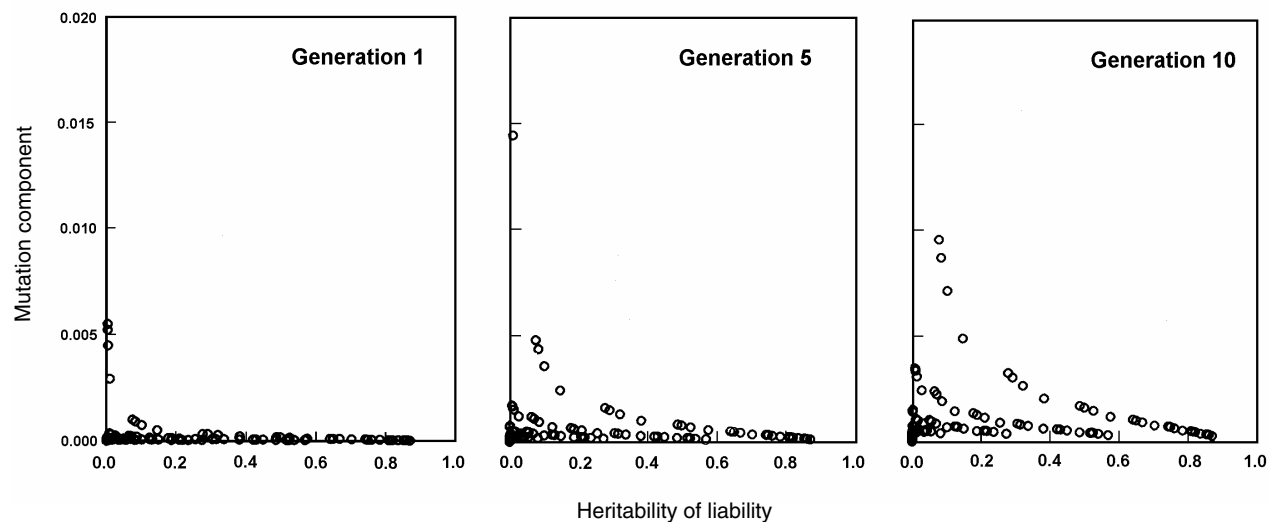 0.020
0.015
0.010
0.005
0.000
Mutation component
Generation 1
0.0 0.2 0.4 0.6 0.8 1.0
Generation 5
0.0 0.2 0.4 0.6 0.8 1.0
Generation 10
0.0 0.2 0.4 0.6 0.8 1.0
Heritability of liability